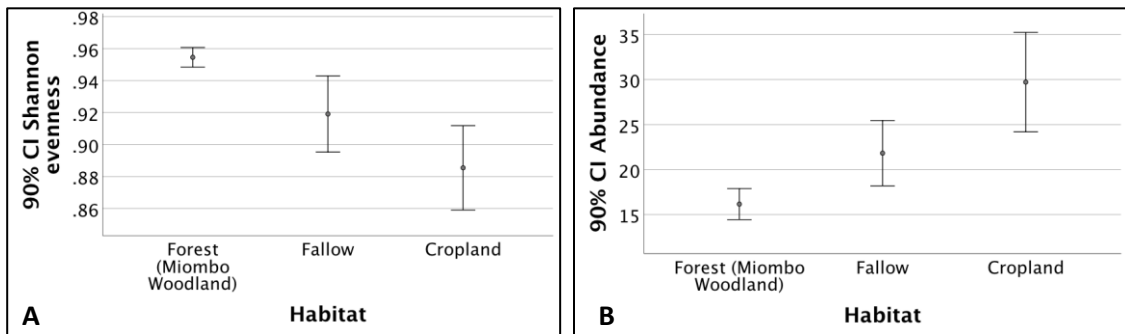 90% CI Shannon
evenness
.98
.96
.94
.92
.90
.88
.86
Forest
(Miombo
Woodland)
Fallow
Cropland
Habitat
A
90% CI Abundance
35
30
25
20
15
Forest (Miombo
Woodland)
Fallow
Cropland
Habitat
B